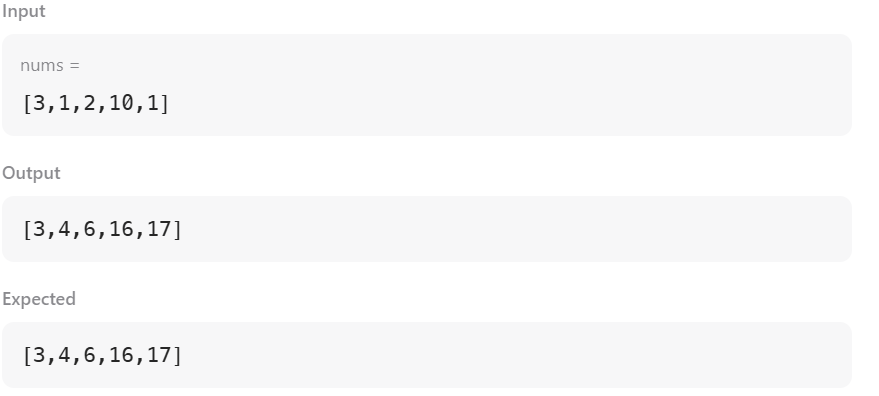 Input
nums =
[3,1,2,10,1]
Output
[3,4,6,16,17]
Expected
[3,4,6,16,17]